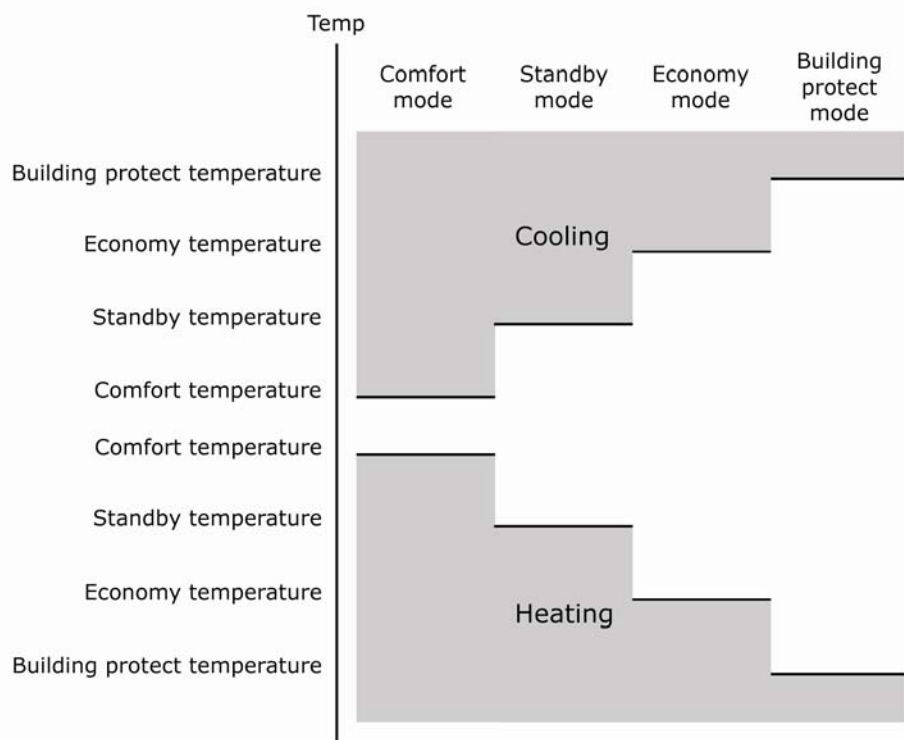 Temp
Comfort
mode
Standby
mode
Economy
mode
Building
protect
mode
Building protect temperature
Economy temperature
Cooling
Standby temperature
Comfort temperature
Comfort temperature
Standby temperature
Economy temperature
Heating
Building protect temperature